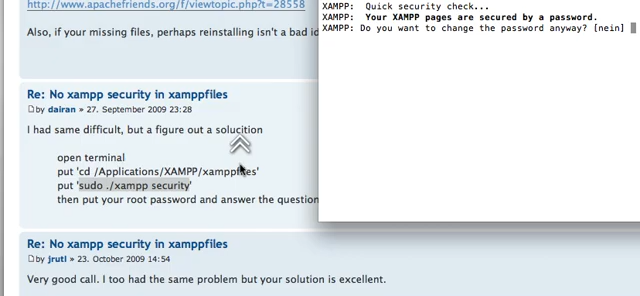 http://www.apachefriends.org/f/viewtopic.php?t=28558
Also, if your missing files, perhaps reinstalling isn't a bad id
Re: No xampp security in xamppfiles
by dairan » 27. September 2009 23:28
I had same difficult, but a figure out a solucition
open terminal
put 'cd /Applications/XAMPP/xamppfiles'
put 'sudo ./xampp security'
then put your root password and answer the question
Re: No xampp security in xamppfiles
by jrutl » 23. October 2009 14:54
Very good call. I too had the same problem but your solution is excellent.
XAMPP: Quick security check...
XAMPP: Your XAMPP pages are secured by a password.
XAMPP: Do you want to change the password anyway? [nein]